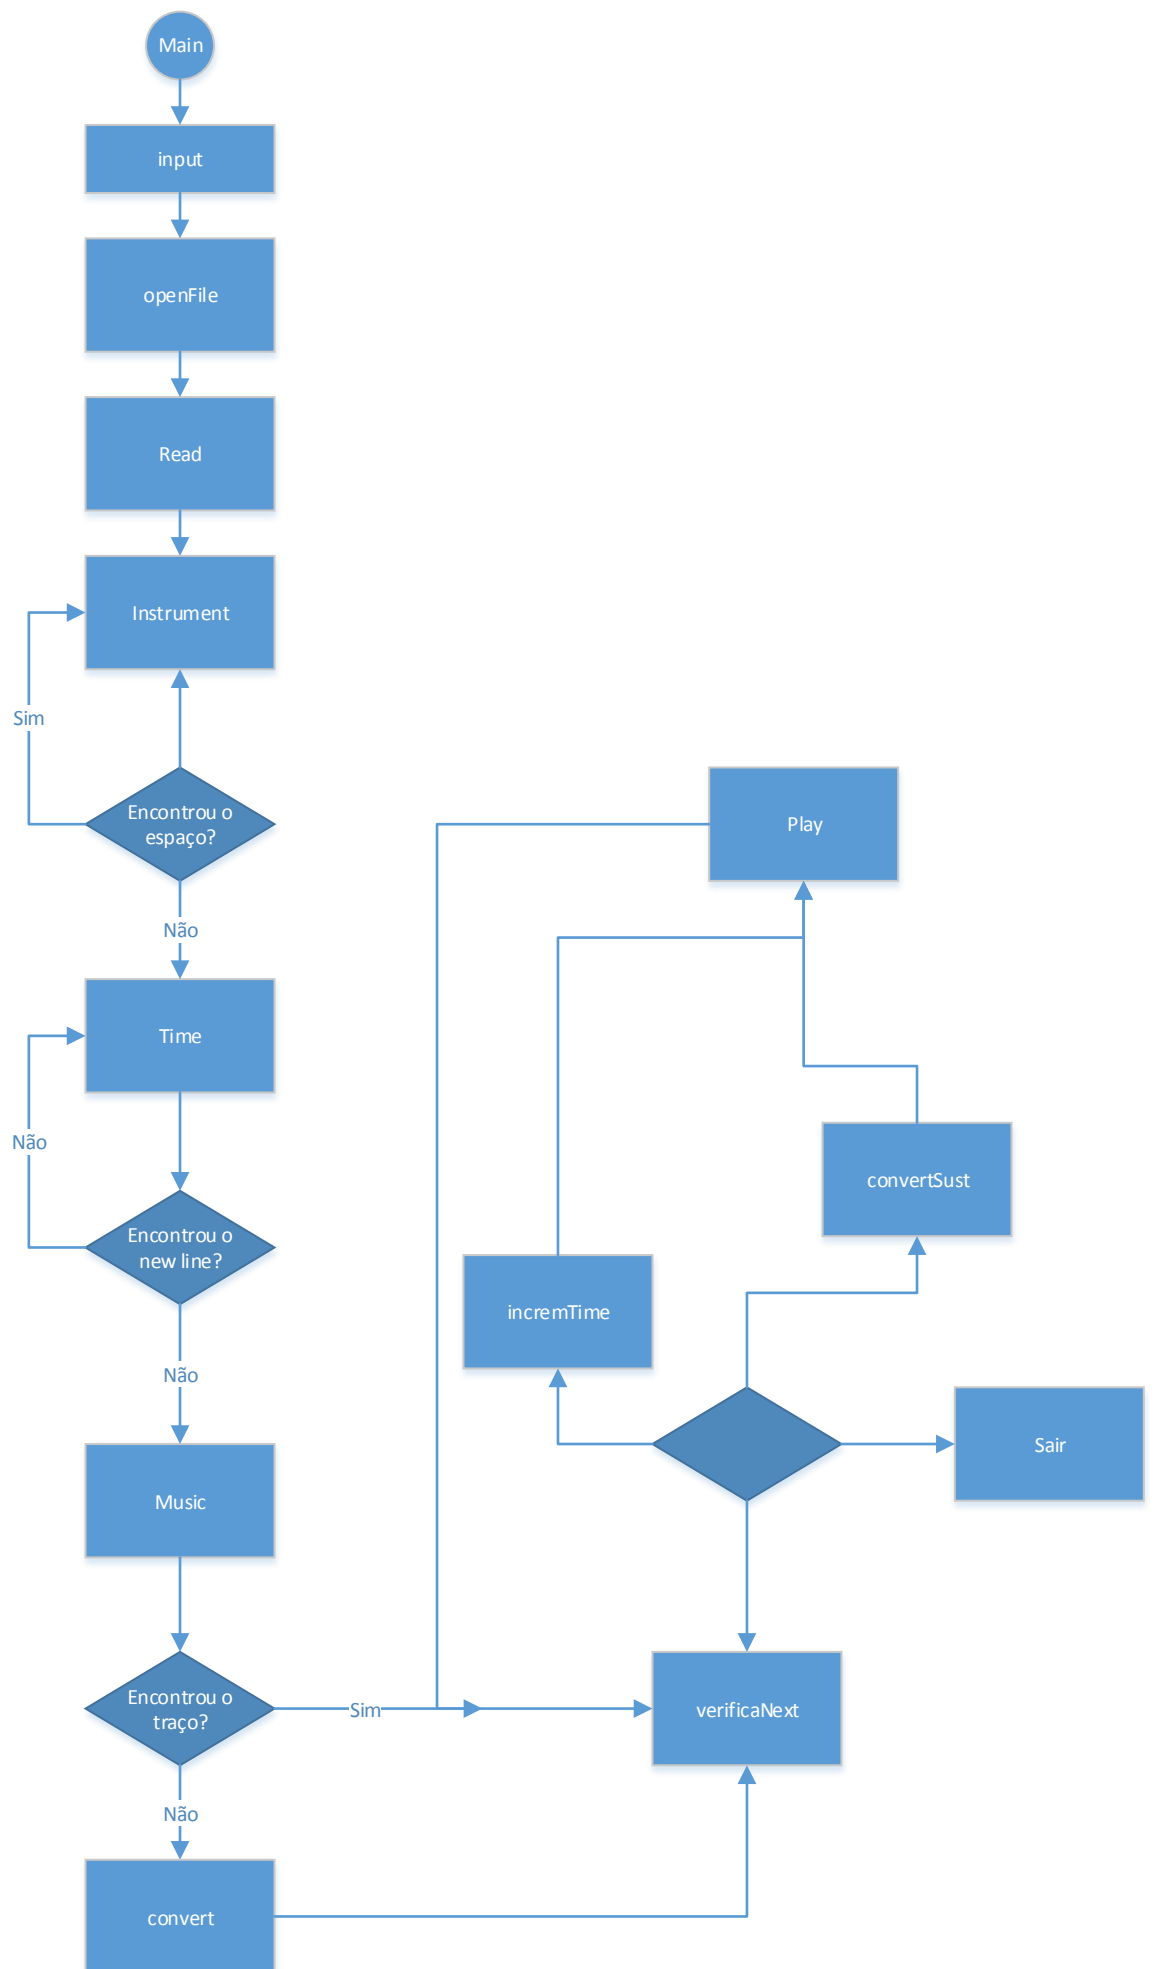 Main
input
openFile
Read
Instrument
Sim
Encontrou o
espaço?
Não
Time
Não
Encontrou o
new line?
Não
Music
Encontrou o
traço?
Sim
Não
convert
Play
convertSust
incremTime
Sair
verificaNext